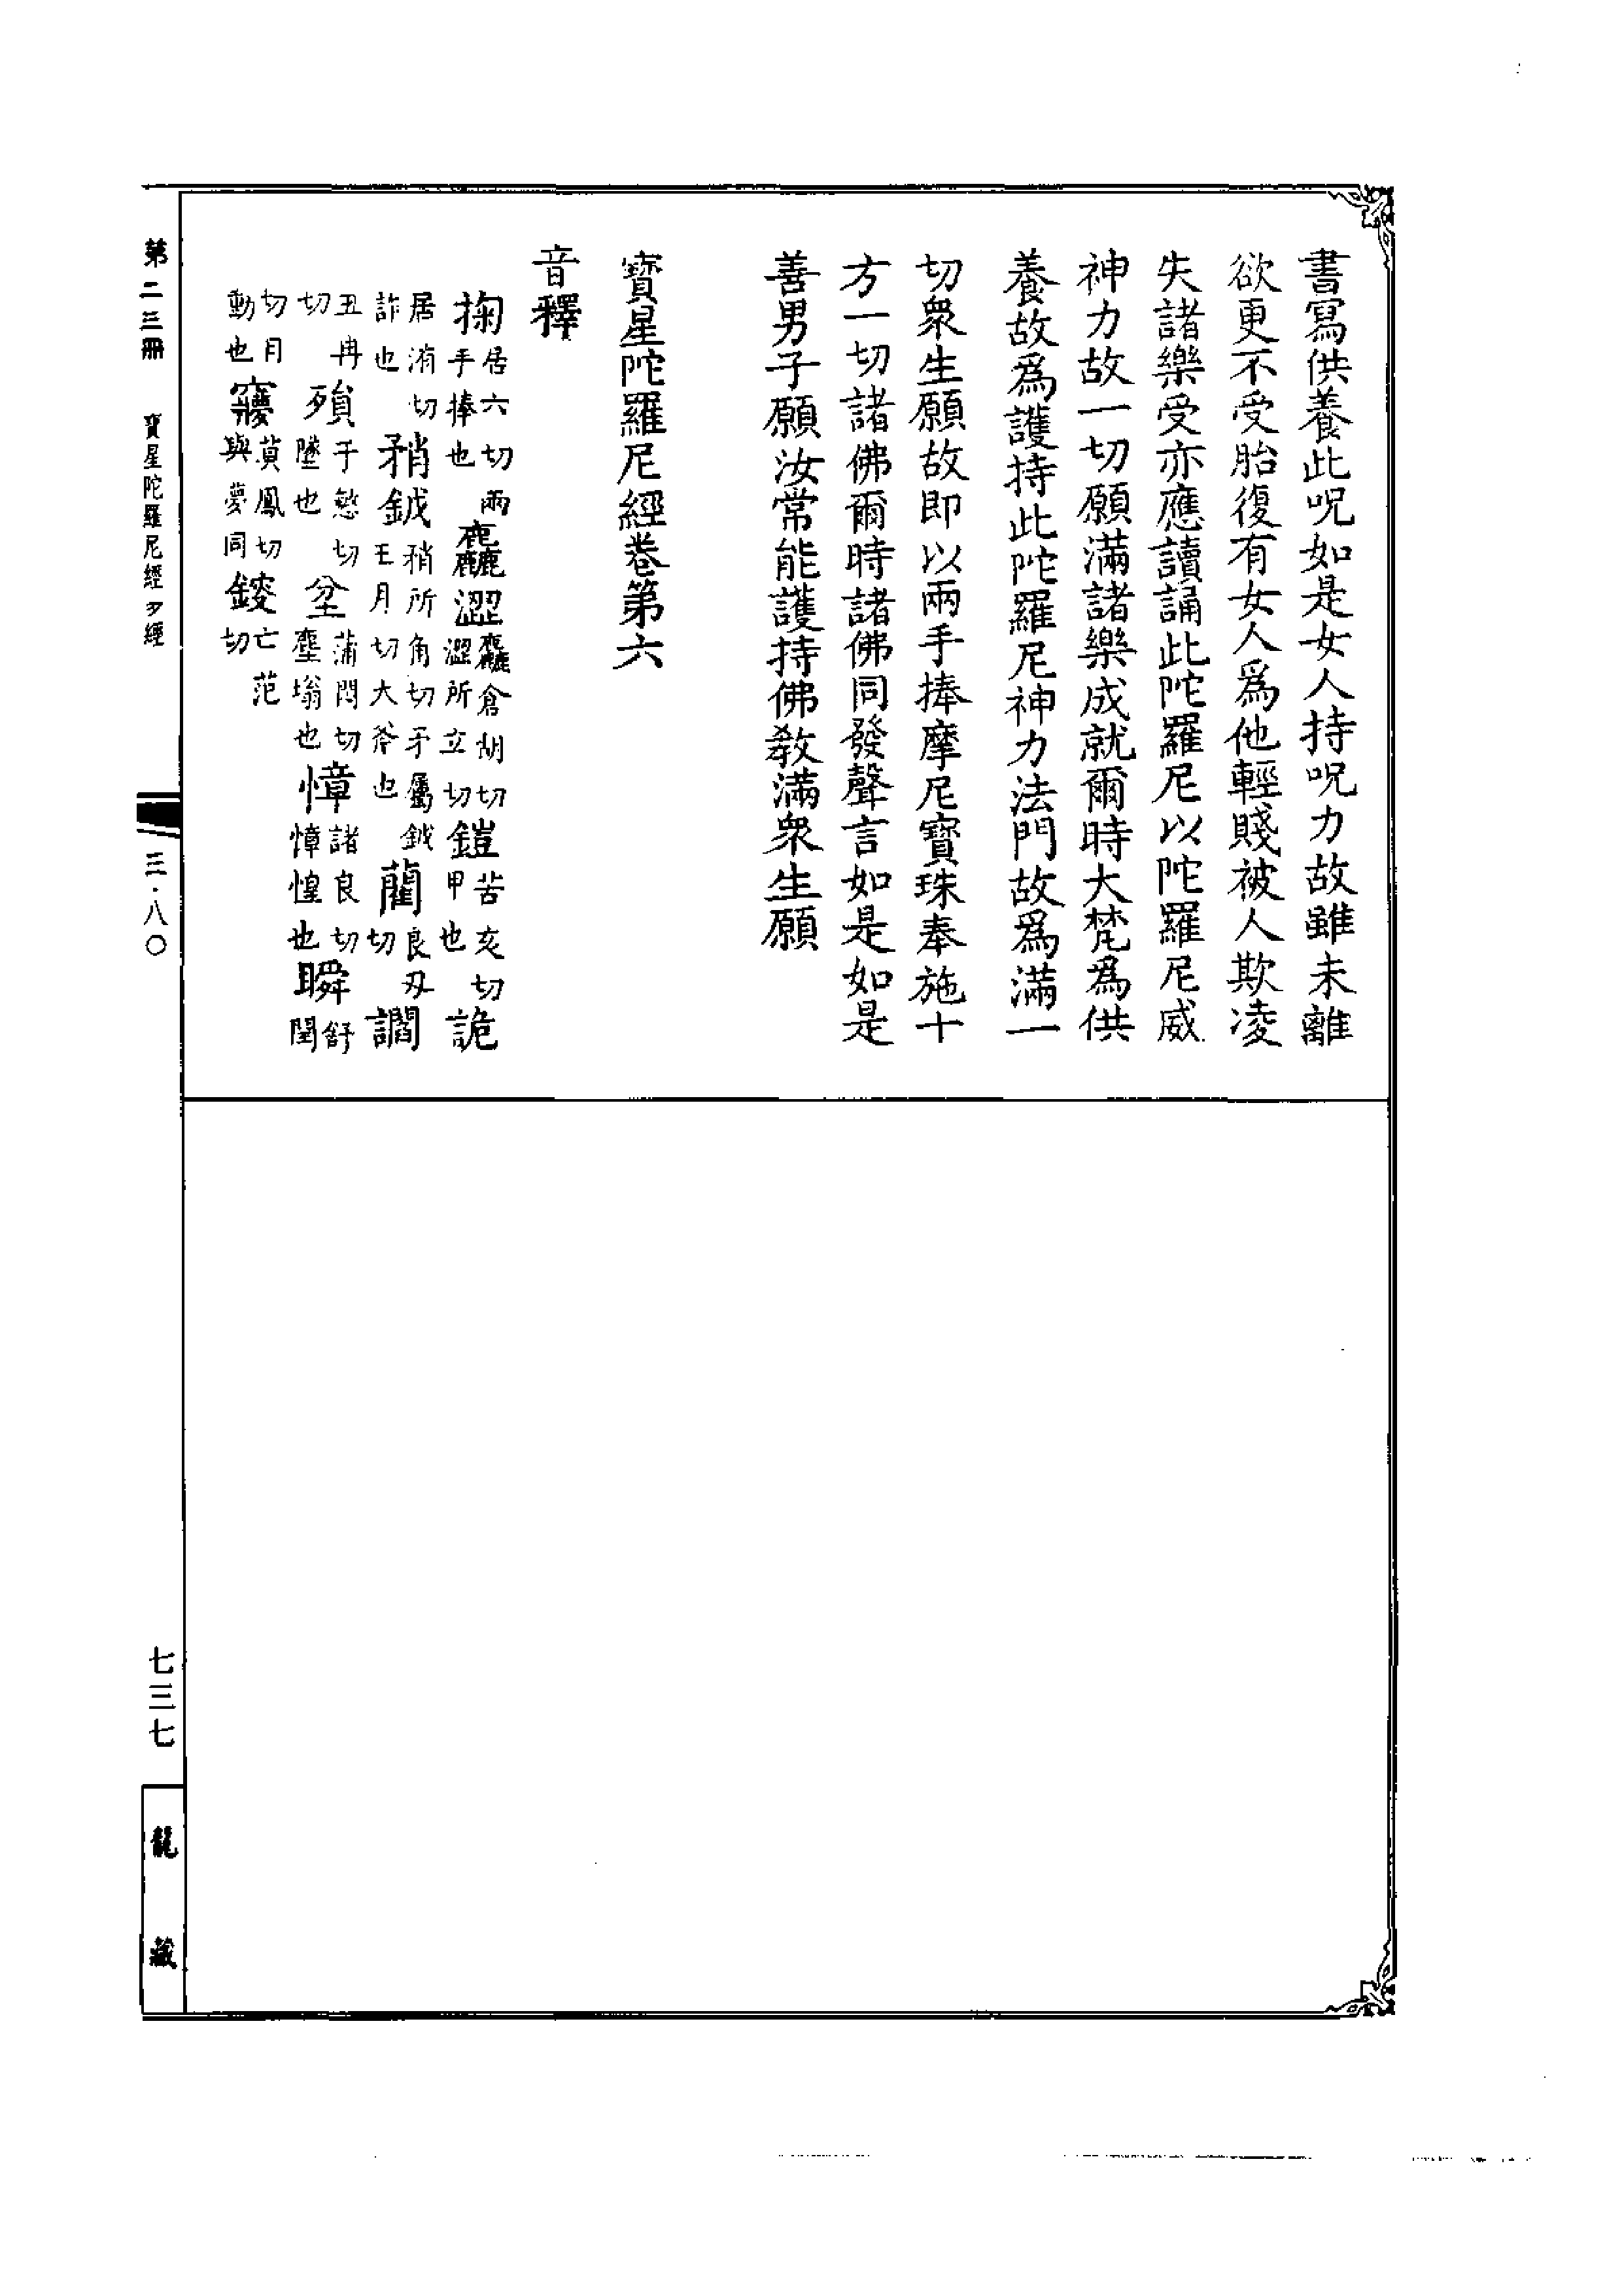 書寫供養此呪如是女人持呪力故雖未離
欲更不受胎復有女人爲他輕賤被人欺凌
失諸樂受亦應讀誦此陀羅尼以陀羅尼威
神力故一切願滿諸樂成就爾時大梵爲供
養故爲護持此陀羅尼神力法門故爲滿一
切衆生願故即以兩手捧摩尼寶珠奉施十
方一切諸佛爾時諸佛同發聲言如是如是
善男子願汝常能護持佛教滿衆生願
寶星陀羅尼經卷第六
音釋
掬居六切兩手捧也麤澀麤倉胡切澀所立切鎧苦亥切甲也詭
居洧切詐也矟鉞矟所角切矛屬鉞王月切大斧也藺良刃切讇
丑冉切殞于愍切墜也坌蒲悶切塵塕也慞諸良切慞惶也瞬舒閏
切目動也㝱莫鳳切與夢同鋄亡范切
第二三冊 寶星陀羅尼經 多經 三·八〇 七三七 龍藏